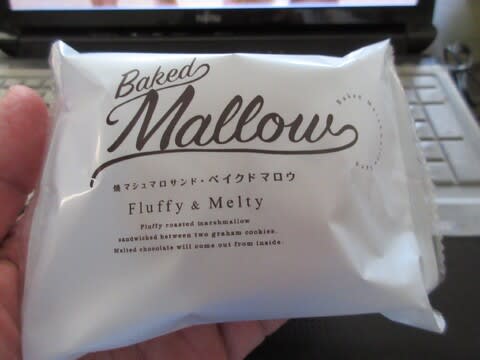 FUJITSU
Baked
Mallow
焼マシュマロサンド・ベイクドマロウ
Fluffy & Melty
Fluffy roasted marshmallow
sandwiched between two graham cookies.
Melted chocolate will come out from inside.